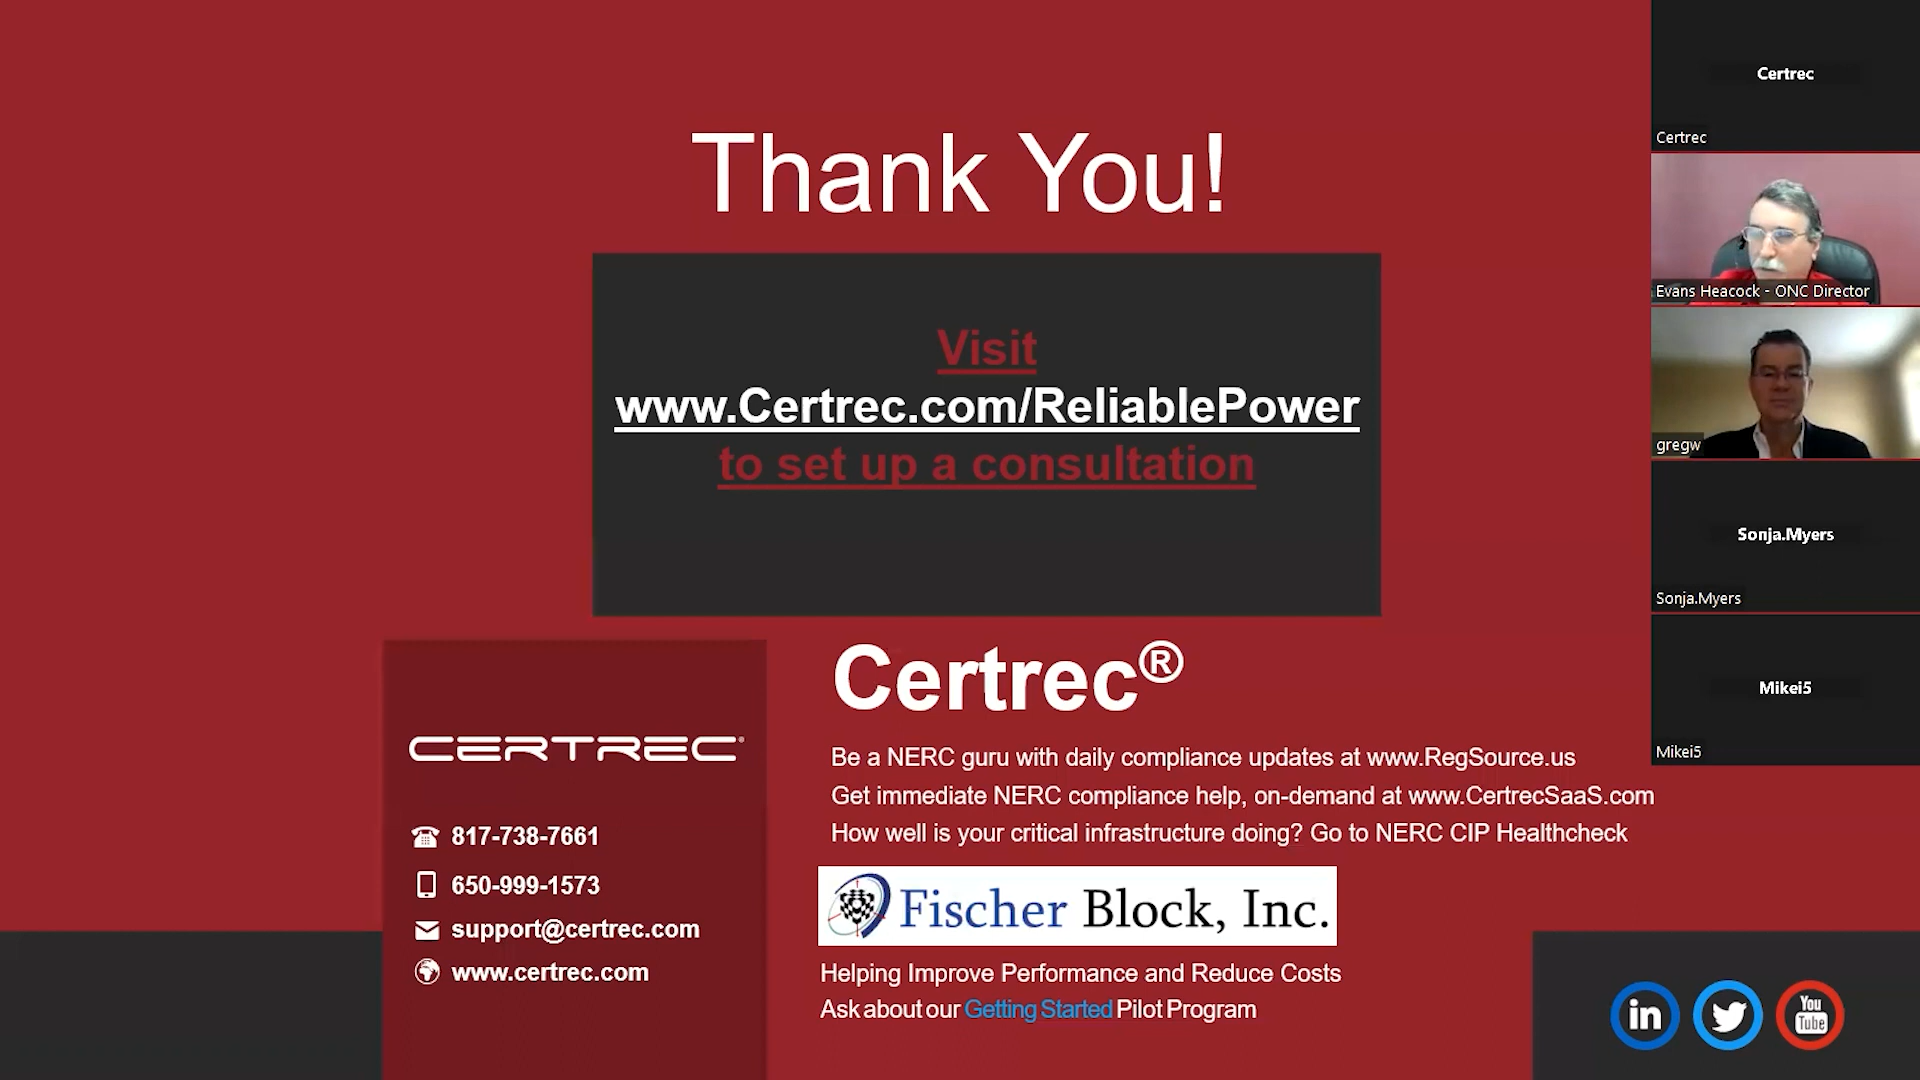 Thank You!
Visit
www.Certrec.com/ReliablePower
to set up a consultation
CERTREC®
817-738-7661
650-999-1573
support@certrec.com
www.certrec.com
Certrec®
Be a NERC guru with daily compliance updates at www.RegSource.us
Get immediate NERC compliance help, on-demand at www.CertrecSaaS.com
How well is your critical infrastructure doing? Go to NERC CIP Healthcheck
Fischer Block, Inc.
Helping Improve Performance and Reduce Costs
Ask about our Getting Started Pilot Program
in
You
Tube
Certrec
Certrec
Evans Heacock - ONC Director
gregw
Sonja.Myers
Sonja.Myers
Mikei5
Mikei5